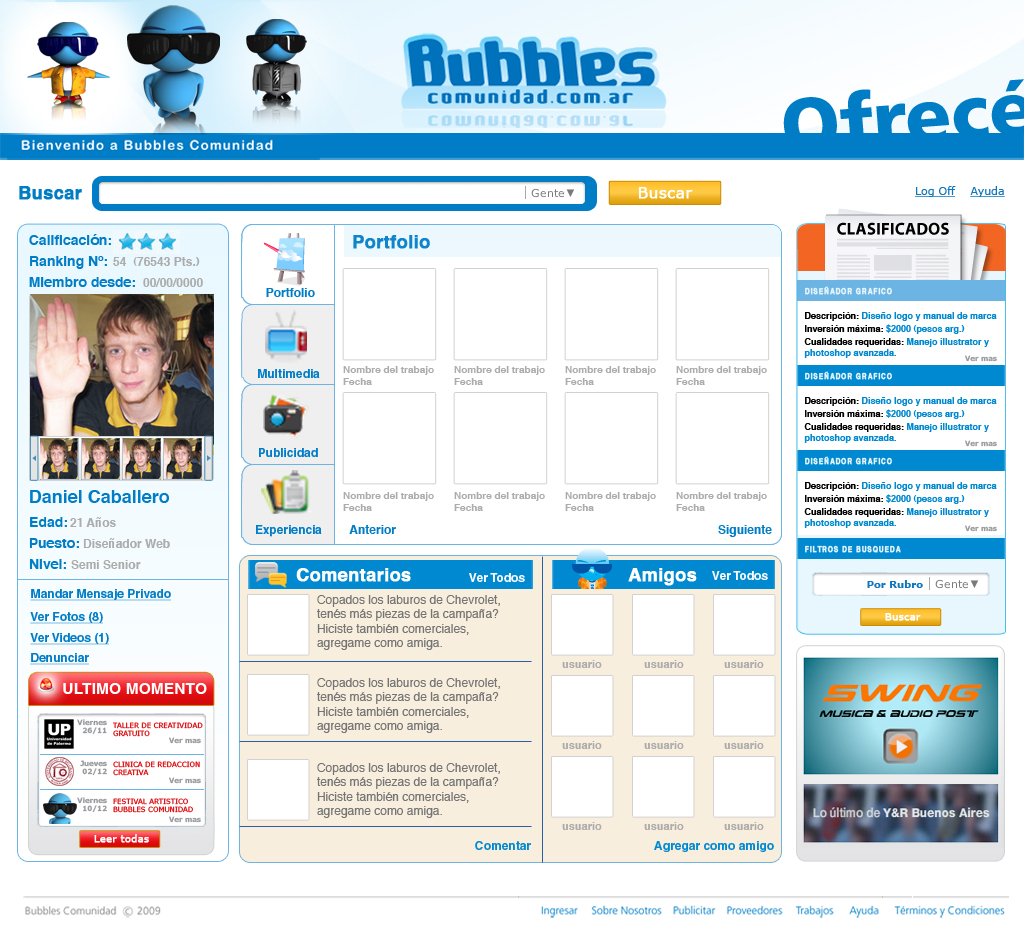 Bubbles
comunidad.com.ar
Ofrecé
Bienvenido a Bubbles Comunidad
Buscar
Gente▼
Buscar
Log Off
Ayuda
Calificación:
Ranking Nº: 54 (76543 Pts.)
Miembro desde: 00/00/0000
Daniel Caballero
Edad: 21 Años
Puesto: Diseñador Web
Nivel: Semi Senior
Mandar Mensaje Privado
Ver Fotos (8)
Ver Videos (1)
Denunciar
ULTIMO MOMENTO
UP
Universidad
de Palermo
Viernes
26/11
TALLER DE CREATIVIDAD
GRATUITO
Ver mas
Jueves
02/12
CLINICA DE REDACCION
CREATIVA
Ver mas
Viernes
10/12
FESTIVAL ARTISTICO
BUBBLES COMUNIDAD
Ver mas
Leer todas
Portfolio
Multimedia
Publicidad
Experiencia
Portfolio
Nombre del trabajo
Fecha
Nombre del trabajo
Fecha
Nombre del trabajo
Fecha
Nombre del trabajo
Fecha
Nombre del trabajo
Fecha
Nombre del trabajo
Fecha
Nombre del trabajo
Fecha
Nombre del trabajo
Fecha
Anterior
Siguiente
Comentarios
Ver Todos
Copados los laburos de Chevrolet,
tenés más piezas de la campaña?
Hiciste también comerciales,
agregame como amiga.
Copados los laburos de Chevrolet,
tenés más piezas de la campaña?
Hiciste también comerciales,
agregame como amiga.
Copados los laburos de Chevrolet,
tenés más piezas de la campaña?
Hiciste también comerciales,
agregame como amiga.
Comentar
Amigos
Ver Todos
usuario
usuario
usuario
usuario
usuario
usuario
usuario
usuario
usuario
Agregar como amigo
CLASIFICADOS
DISEÑADOR GRAFICO
Descripción: Diseño logo y manual de marca
Inversión máxima: $2000 (pesos arg.)
Cualidades requeridas: Manejo illustrator y
photoshop avanzada.
Ver mas
DISEÑADOR GRAFICO
Descripción: Diseño logo y manual de marca
Inversión máxima: $2000 (pesos arg.)
Cualidades requeridas: Manejo illustrator y
photoshop avanzada.
Ver mas
DISEÑADOR GRAFICO
Descripción: Diseño logo y manual de marca
Inversión máxima: $2000 (pesos arg.)
Cualidades requeridas: Manejo illustrator y
photoshop avanzada.
Ver mas
FILTROS DE BUSQUEDA
Por Rubro
Gente▼
Buscar
SWING
MUSICA & AUDIO POST
Lo último de Y&R Buenos Aires
Bubbles Comunidad © 2009
Ingresar
Sobre Nosotros
Publicitar
Proveedores
Trabajos
Ayuda
Términos y Condiciones